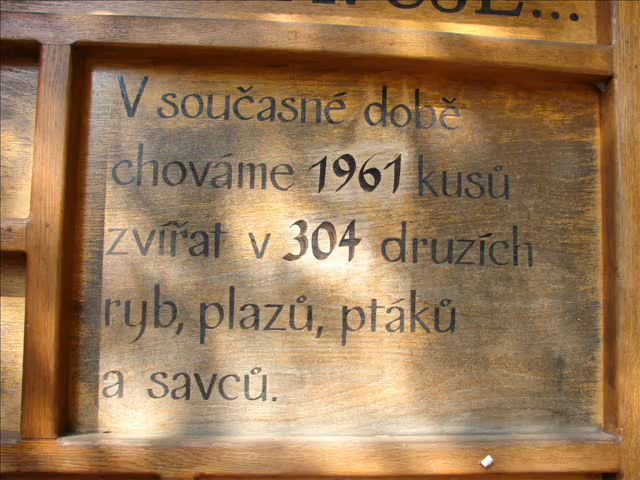 V současné době
chováme 1961 kusů
zvířat v 304 druzích
ryb, plazů, ptáků
a savců.